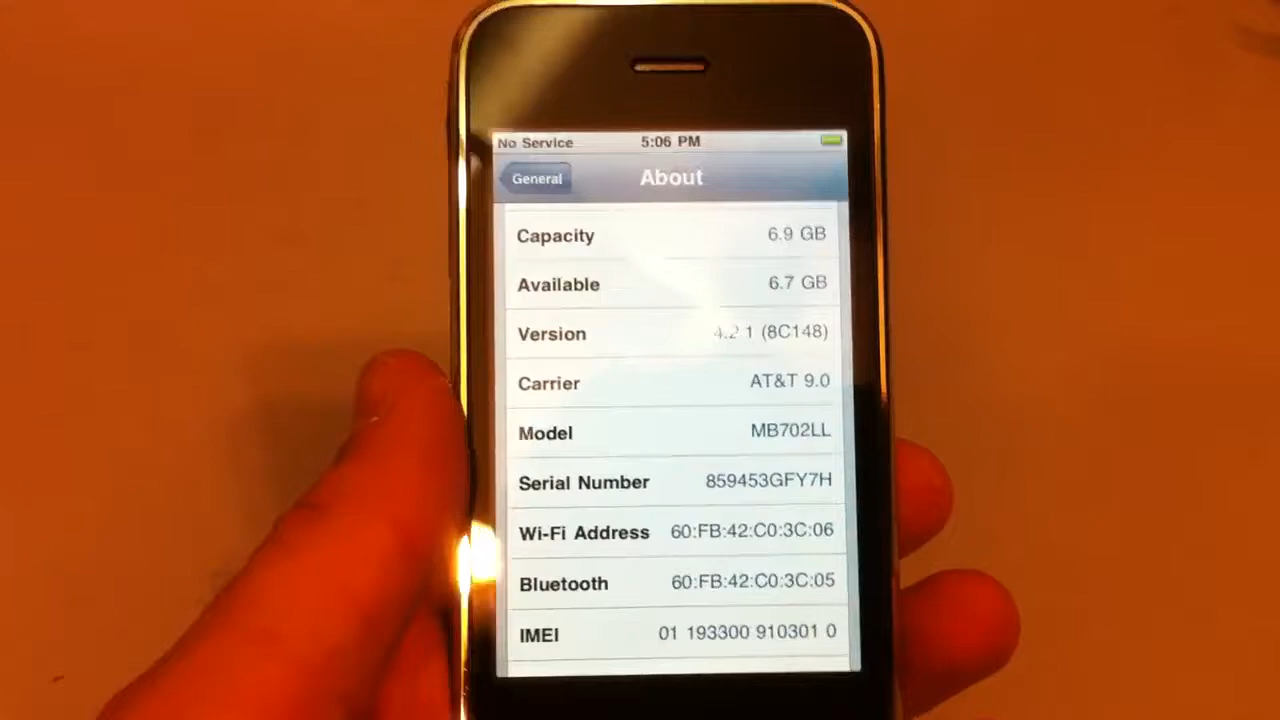 No Service 5:06 PM
General About
Capacity 6.9 GB
Available 6.7 GB
Version 4.2.1 (8C148)
Carrier AT&T 9.0
Model MB702LL
Serial Number 859453GFY7H
Wi-Fi Address 60:FB:42:C0:3C:06
Bluetooth 60:FB:42:C0:3C:05
IMEI 01 193300 910301 0